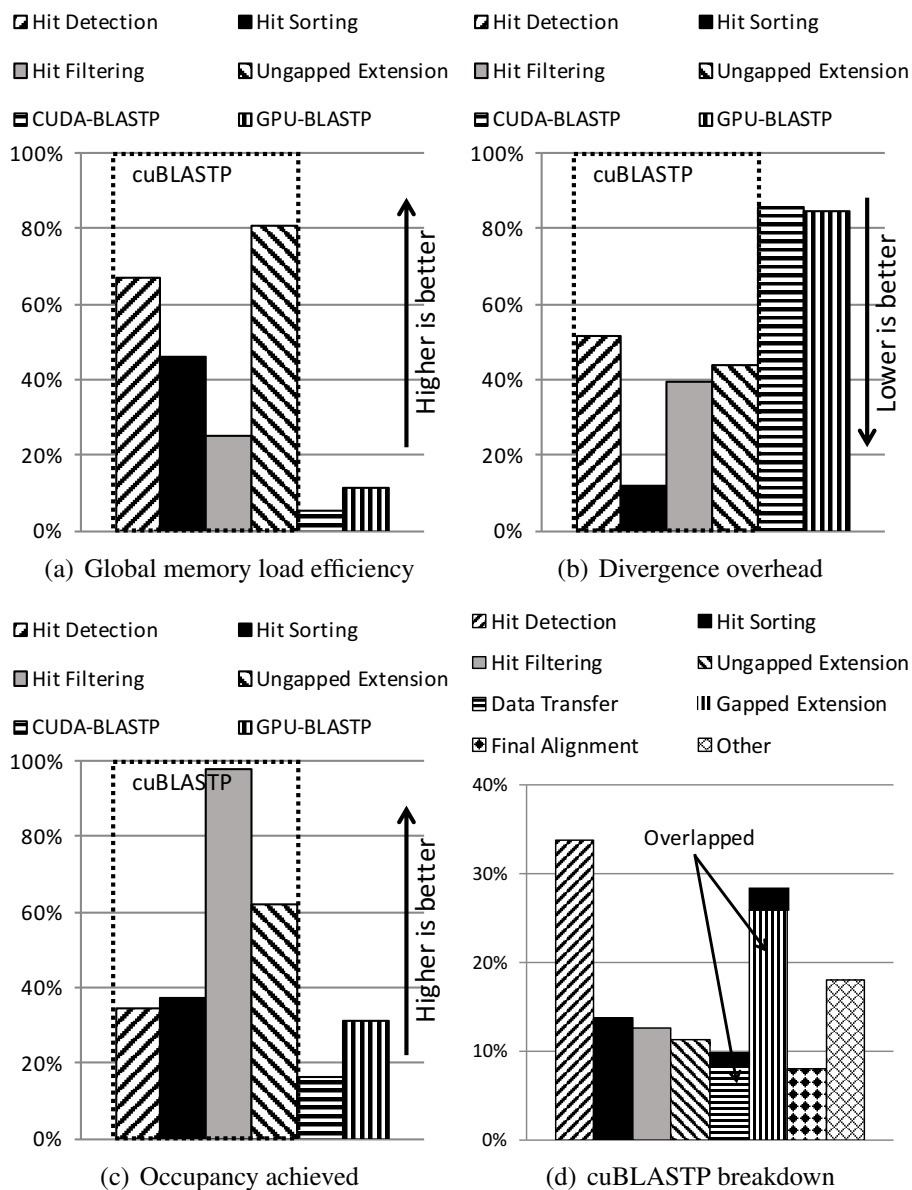 Hit Detection Hit Sorting
Hit Filtering Ungapped Extension
CUDA-BLASTP GPU-BLASTP
100%
80%
60%
40%
20%
0%
cuBLASTP
Higher is better
(a) Global memory load efficiency
Hit Detection Hit Sorting
Hit Filtering Ungapped Extension
CUDA-BLASTP GPU-BLASTP
100%
80%
60%
40%
20%
0%
cuBLASTP
Lower is better
(b) Divergence overhead
Hit Detection Hit Sorting
Hit Filtering Ungapped Extension
CUDA-BLASTP GPU-BLASTP
100%
80%
60%
40%
20%
0%
cuBLASTP
Higher is better
(c) Occupancy achieved
Hit Detection Hit Sorting
Hit Filtering Ungapped Extension
Data Transfer Gapped Extension
Final Alignment Other
40%
30%
20%
10%
0%
Overlapped
(d) cuBLASTP breakdown